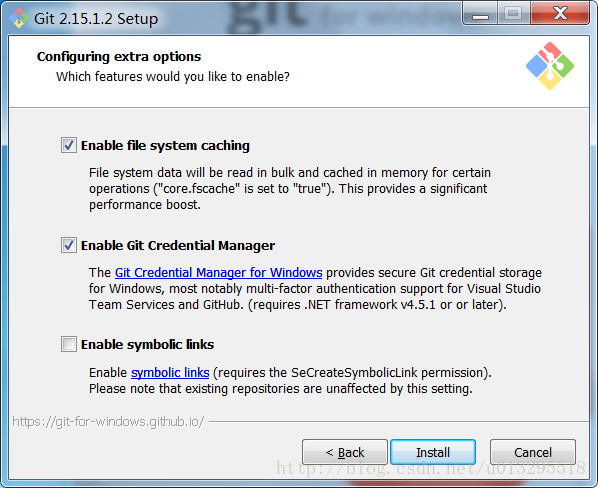 git for windows
Git 2.15.1.2 Setup
Configuring extra options
Which features would you like to enable?
Enable file system caching
File system data will be read in bulk and cached in memory for certain
operations ("core.fscache" is set to "true"). This provides a significant
performance boost.
Enable Git Credential Manager
The Git Credential Manager for Windows provides secure Git credential storage
for Windows, most notably multi-factor authentication support for Visual Studio
Team Services and GitHub. (requires .NET framework v4.5.1 or or later).
Enable symbolic links
Enable symbolic links (requires the SeCreateSymbolicLink permission).
Please note that existing repositories are unaffected by this setting.
https://git-for-windows.github.io/
< Back
Install
Cancel
http://blog.csdn.net/u013295518